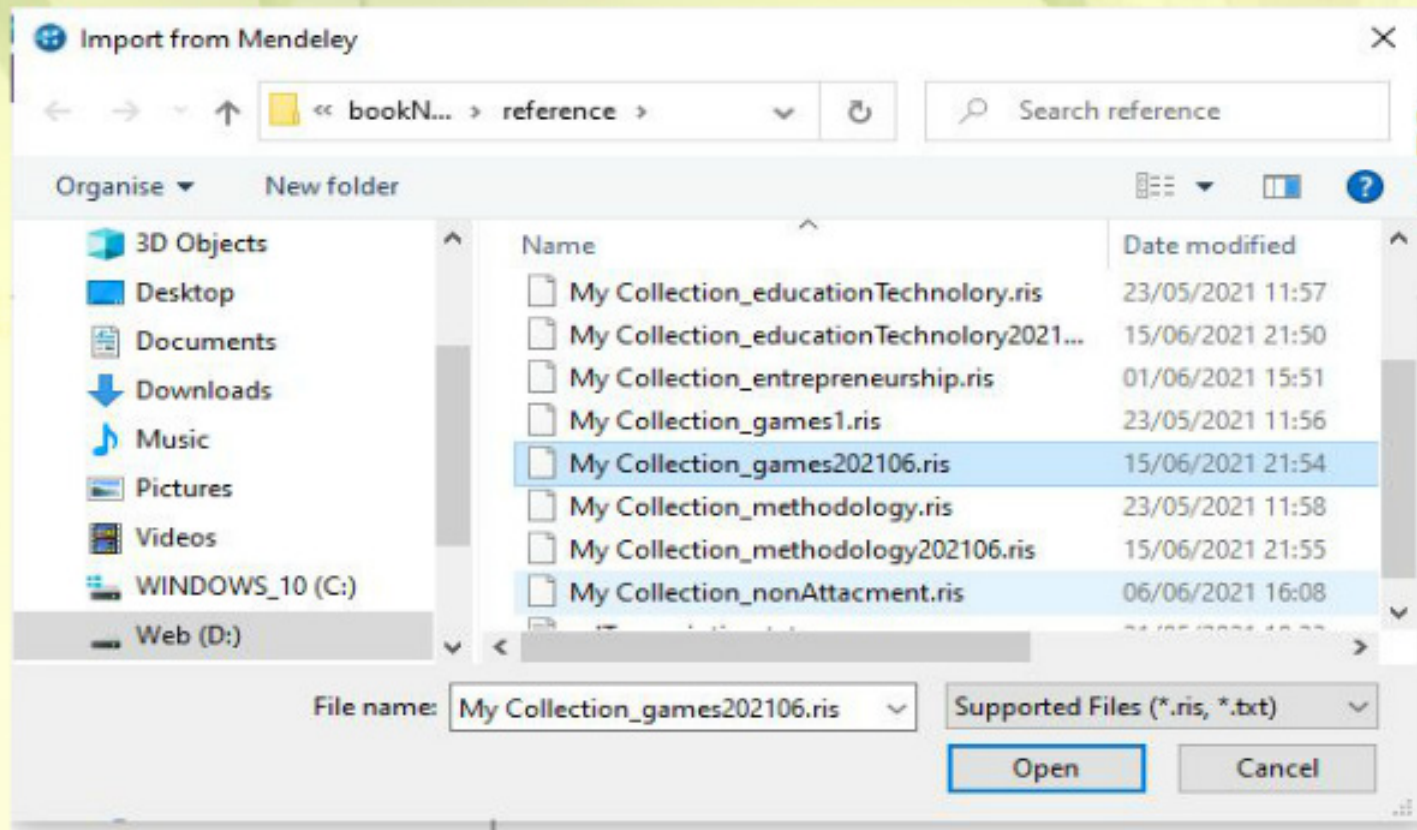 Import from Mendeley
« bookN... › reference ›
Search reference
Organise
New folder
Name
Date modified
3D Objects
Desktop
Documents
Downloads
Music
Pictures
Videos
WINDOWS_10 (C:)
Web (D:)
My Collection_educationTechnolory.ris 23/05/2021 11:57
My Collection_educationTechnolory2021... 15/06/2021 21:50
My Collection_entrepreneurship.ris 01/06/2021 15:51
My Collection_games1.ris 23/05/2021 11:56
My Collection_games202106.ris 15/06/2021 21:54
My Collection_methodology.ris 23/05/2021 11:58
My Collection_methodology202106.ris 15/06/2021 21:55
My Collection_nonAttacment.ris 06/06/2021 16:08
File name: My Collection_games202106.ris
Supported Files (*.ris, *.txt)
Open
Cancel